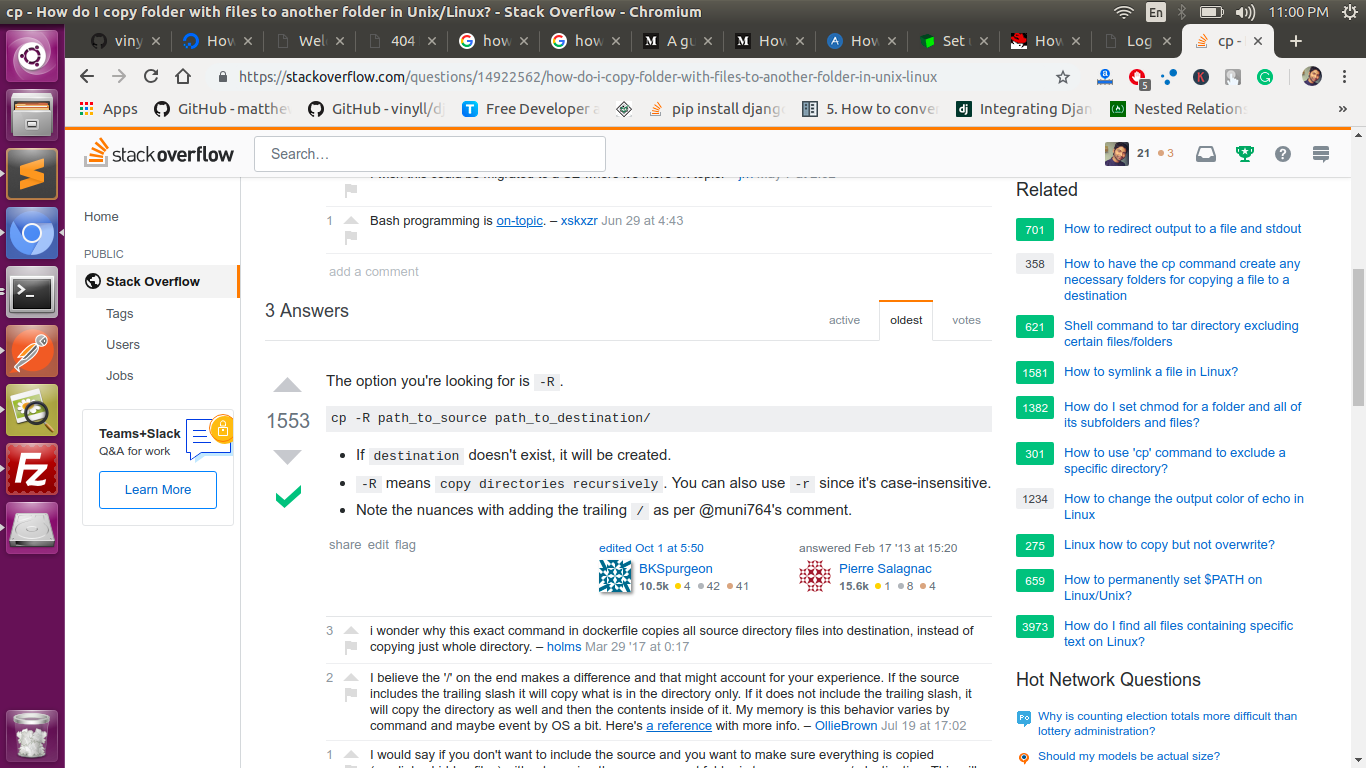 cp - How do I copy folder with files to another folder in Unix/Linux? - Stack Overflow - Chromium
En
11:00 PM
viny
How
Wel
404
how
how
A gu
How
How
Set u
How
Log
cp -
https://stackoverflow.com/questions/14922562/how-do-i-copy-folder-with-files-to-another-folder-in-unix-linux
5
Apps
GitHub - matthew
GitHub - vinyll/dj
Free Developer a
pip install djang
5. How to conver
Integrating Djan
Nested Relations
»
stackoverflow
Search…
21 3
Home
PUBLIC
Stack Overflow
Tags
Users
Jobs
Teams+Slack
Q&A for work
Learn More
1 Bash programming is on-topic. – xskxzr Jun 29 at 4:43
add a comment
3 Answers
active
oldest
votes
The option you're looking for is -R.
1553
cp -R path_to_source path_to_destination/
• If destination doesn't exist, it will be created.
• -R means copy directories recursively. You can also use -r since it's case-insensitive.
• Note the nuances with adding the trailing / as per @muni764's comment.
share edit flag
edited Oct 1 at 5:50
BKSpurgeon
10.5k 4 42 41
answered Feb 17 '13 at 15:20
Pierre Salagnac
15.6k 1 8 4
3 i wonder why this exact command in dockerfile copies all source directory files into destination, instead of
copying just whole directory. – holms Mar 29 '17 at 0:17
2 I believe the '/' on the end makes a difference and that might account for your experience. If the source
includes the trailing slash it will copy what is in the directory only. If it does not include the trailing slash, it
will copy the directory as well and then the contents inside of it. My memory is this behavior varies by
command and maybe event by OS a bit. Here's a reference with more info. – OllieBrown Jul 19 at 17:02
1 I would say if you don't want to include the source and you want to make sure everything is copied
Related
701 How to redirect output to a file and stdout
358 How to have the cp command create any
necessary folders for copying a file to a
destination
621 Shell command to tar directory excluding
certain files/folders
1581 How to symlink a file in Linux?
1382 How do I set chmod for a folder and all of
its subfolders and files?
301 How to use 'cp' command to exclude a
specific directory?
1234 How to change the output color of echo in
Linux
275 Linux how to copy but not overwrite?
659 How to permanently set $PATH on
Linux/Unix?
3973 How do I find all files containing specific
text on Linux?
Hot Network Questions
Why is counting election totals more difficult than
lottery administration?
Should my models be actual size?